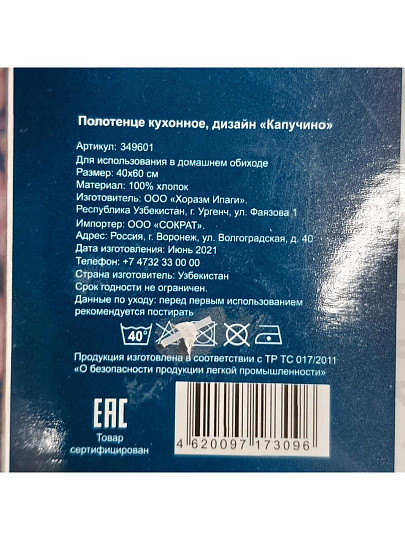 Полотенце кухонное, дизайн «Капучино»
Артикул: 349601
Для использования в домашнем обиходе
Размер: 40х60 см
Материал: 100% хлопок
Изготовитель: ООО «Хоразм Ипаги».
Республика Узбекистан, г. Ургенч, ул. Фаязова 1
Импортер: ООО «СОКРАТ».
Адрес: Россия, г. Воронеж, ул. Волгоградская, д. 40
Дата изготовления: Июнь 2021
Телефон: +7 4732 33 00 00
Страна изготовитель: Узбекистан
Срок годности не ограничен.
Данные по уходу: перед первым использованием
рекомендуется постирать
40°
Продукция изготовлена в соответствии с ТР ТС 017/2011
«О безопасности продукции легкой промышленности»
ЕАС
Товар
сертифицирован
4 620097 173096